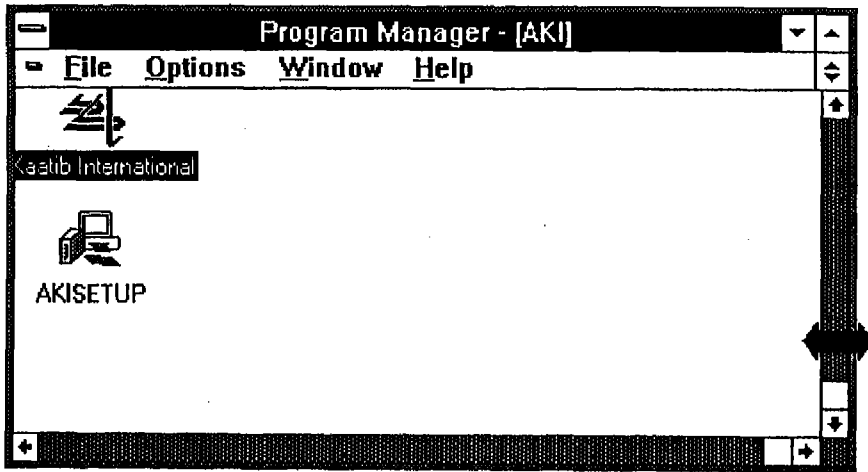 Program Manager - [AKI]
File Options Window Help
Kaatib International
AKISETUP